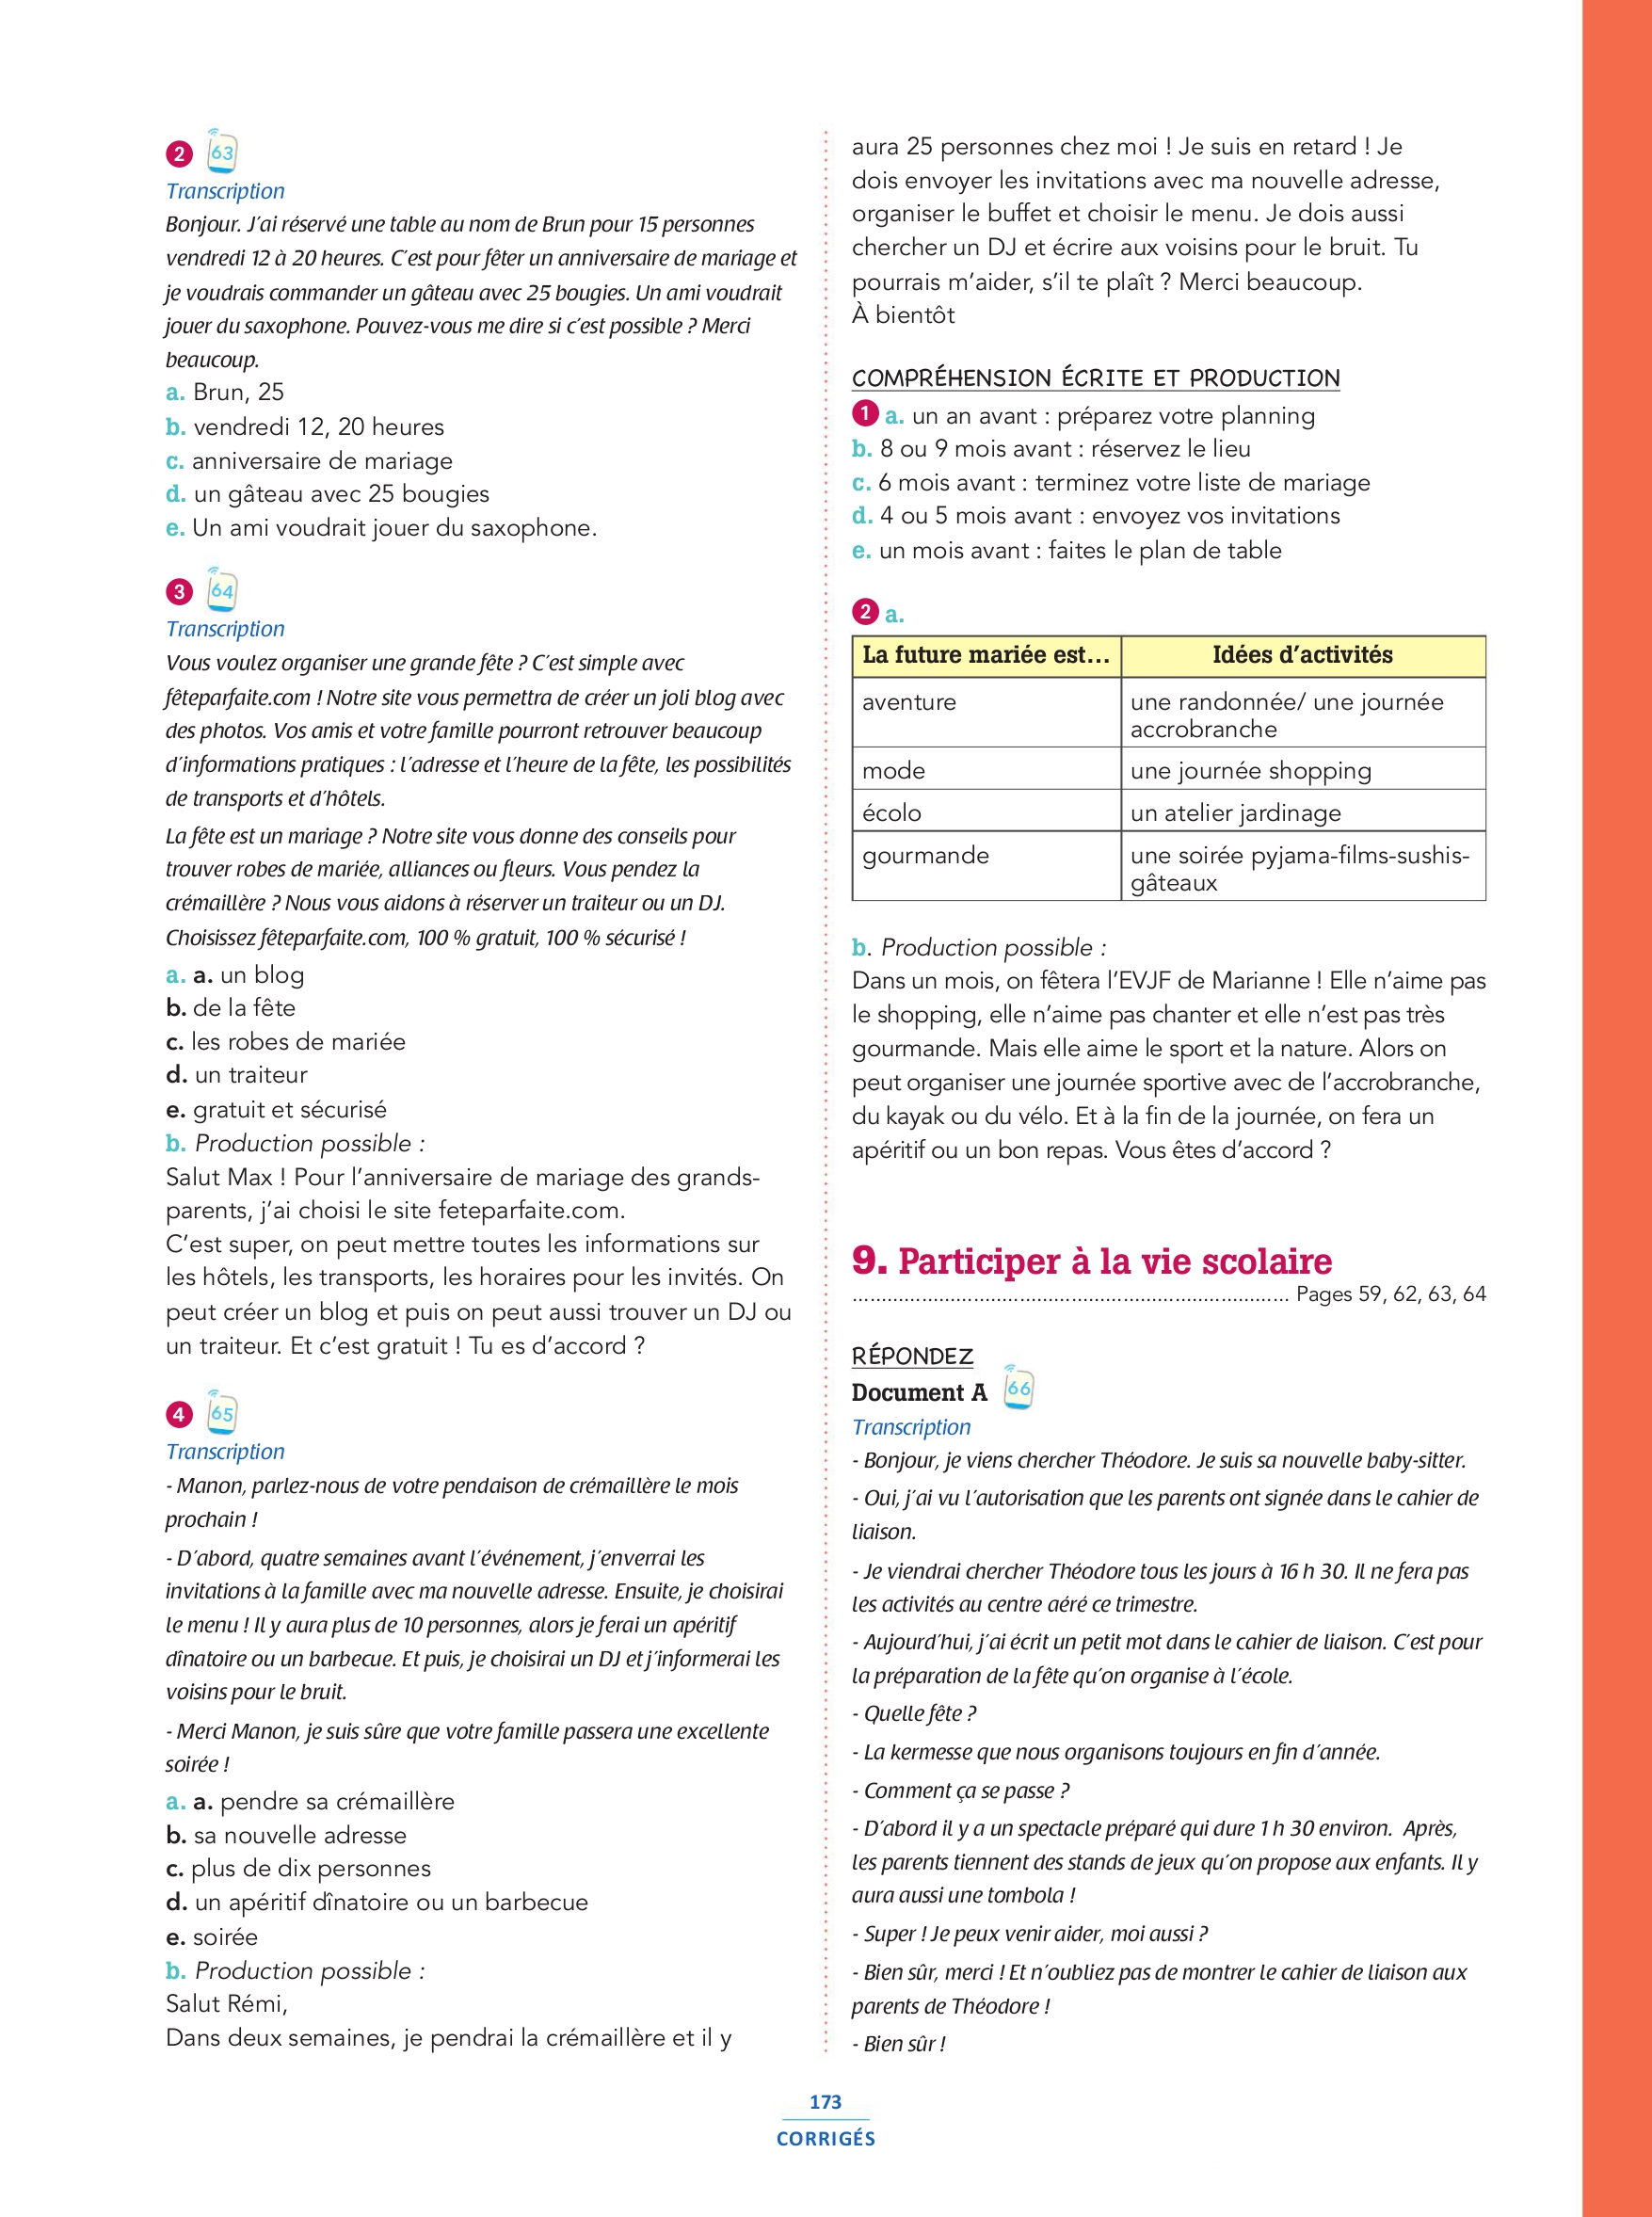 2 63
Transcription
Bonjour. J'ai réservé une table au nom de Brun pour 15 personnes
vendredi 12 à 20 heures. C'est pour fêter un anniversaire de mariage et
je voudrais commander un gâteau avec 25 bougies. Un ami voudrait
jouer du saxophone. Pouvez-vous me dire si c'est possible ? Merci
beaucoup.
a. Brun, 25
b. vendredi 12, 20 heures
c. anniversaire de mariage
d. un gâteau avec 25 bougies
e. Un ami voudrait jouer du saxophone.
3 64
Transcription
Vous voulez organiser une grande fête ? C'est simple avec
fêteparfaite.com ! Notre site vous permettra de créer un joli blog avec
des photos. Vos amis et votre famille pourront retrouver beaucoup
d'informations pratiques : l'adresse et l'heure de la fête, les possibilités
de transports et d'hôtels.
La fête est un mariage ? Notre site vous donne des conseils pour
trouver robes de mariée, alliances ou fleurs. Vous pendez la
crémaillère ? Nous vous aidons à réserver un traiteur ou un DJ.
Choisissez fêteparfaite.com, 100 % gratuit, 100 % sécurisé !
a. a. un blog
b. de la fête
c. les robes de mariée
d. un traiteur
e. gratuit et sécurisé
b. Production possible :
Salut Max ! Pour l'anniversaire de mariage des grands-
parents, j'ai choisi le site feteparfaite.com.
C'est super, on peut mettre toutes les informations sur
les hôtels, les transports, les horaires pour les invités. On
peut créer un blog et puis on peut aussi trouver un DJ ou
un traiteur. Et c'est gratuit ! Tu es d'accord ?
4 65
Transcription
- Manon, parlez-nous de votre pendaison de crémaillère le mois
prochain !
- D'abord, quatre semaines avant l'événement, j'enverrai les
invitations à la famille avec ma nouvelle adresse. Ensuite, je choisirai
le menu ! Il y aura plus de 10 personnes, alors je ferai un apéritif
dînatoire ou un barbecue. Et puis, je choisirai un DJ et j'informerai les
voisins pour le bruit.
- Merci Manon, je suis sûre que votre famille passera une excellente
soirée !
a. a. pendre sa crémaillère
b. sa nouvelle adresse
c. plus de dix personnes
d. un apéritif dînatoire ou un barbecue
e. soirée
b. Production possible :
Salut Rémi,
Dans deux semaines, je pendrai la crémaillère et il y
aura 25 personnes chez moi ! Je suis en retard ! Je
dois envoyer les invitations avec ma nouvelle adresse,
organiser le buffet et choisir le menu. Je dois aussi
chercher un DJ et écrire aux voisins pour le bruit. Tu
pourrais m'aider, s'il te plaît ? Merci beaucoup.
À bientôt
COMPRÉHENSION ÉCRITE ET PRODUCTION
1 a. un an avant : préparez votre planning
b. 8 ou 9 mois avant : réservez le lieu
c. 6 mois avant : terminez votre liste de mariage
d. 4 ou 5 mois avant : envoyez vos invitations
e. un mois avant : faites le plan de table
2 a.
La future mariée est... Idées d'activités
aventure une randonnée/ une journée
accrobranche
mode une journée shopping
écolo un atelier jardinage
gourmande une soirée pyjama-films-sushis-
gâteaux
b. Production possible :
Dans un mois, on fêtera l'EVJF de Marianne ! Elle n'aime pas
le shopping, elle n'aime pas chanter et elle n'est pas très
gourmande. Mais elle aime le sport et la nature. Alors on
peut organiser une journée sportive avec de l'accrobranche,
du kayak ou du vélo. Et à la fin de la journée, on fera un
apéritif ou un bon repas. Vous êtes d'accord ?
9. Participer à la vie scolaire
........................................................................... Pages 59, 62, 63, 64
RÉPONDEZ
Document A 66
Transcription
- Bonjour, je viens chercher Théodore. Je suis sa nouvelle baby-sitter.
- Oui, j'ai vu l'autorisation que les parents ont signée dans le cahier de
liaison.
- Je viendrai chercher Théodore tous les jours à 16 h 30. Il ne fera pas
les activités au centre aéré ce trimestre.
- Aujourd'hui, j'ai écrit un petit mot dans le cahier de liaison. C'est pour
la préparation de la fête qu'on organise à l'école.
- Quelle fête ?
- La kermesse que nous organisons toujours en fin d'année.
- Comment ça se passe ?
- D'abord il y a un spectacle préparé qui dure 1 h 30 environ. Après,
les parents tiennent des stands de jeux qu'on propose aux enfants. Il y
aura aussi une tombola !
- Super ! Je peux venir aider, moi aussi ?
- Bien sûr, merci ! Et n'oubliez pas de montrer le cahier de liaison aux
parents de Théodore !
- Bien sûr !
173
CORRIGÉS